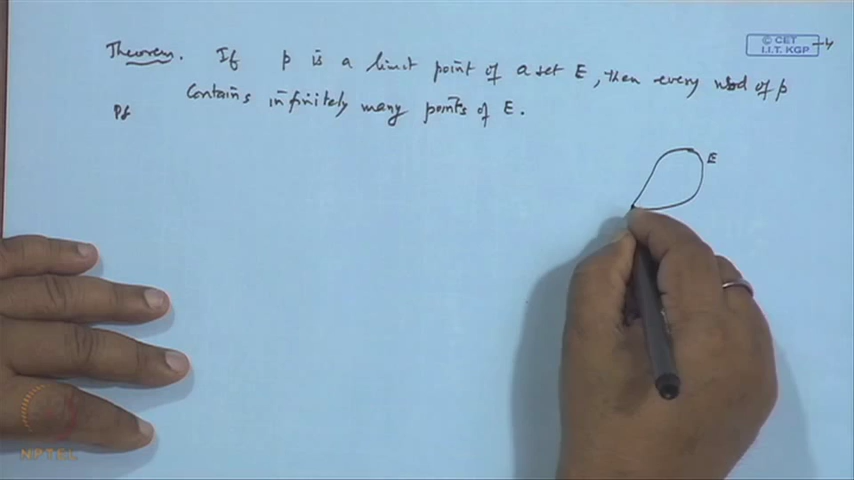 Theorem. If p is a limit point of a set E, then every nbd of p
Contains infinitely many points of E.
Pf
E
© CET
I.I.T. KGP
NPTEL